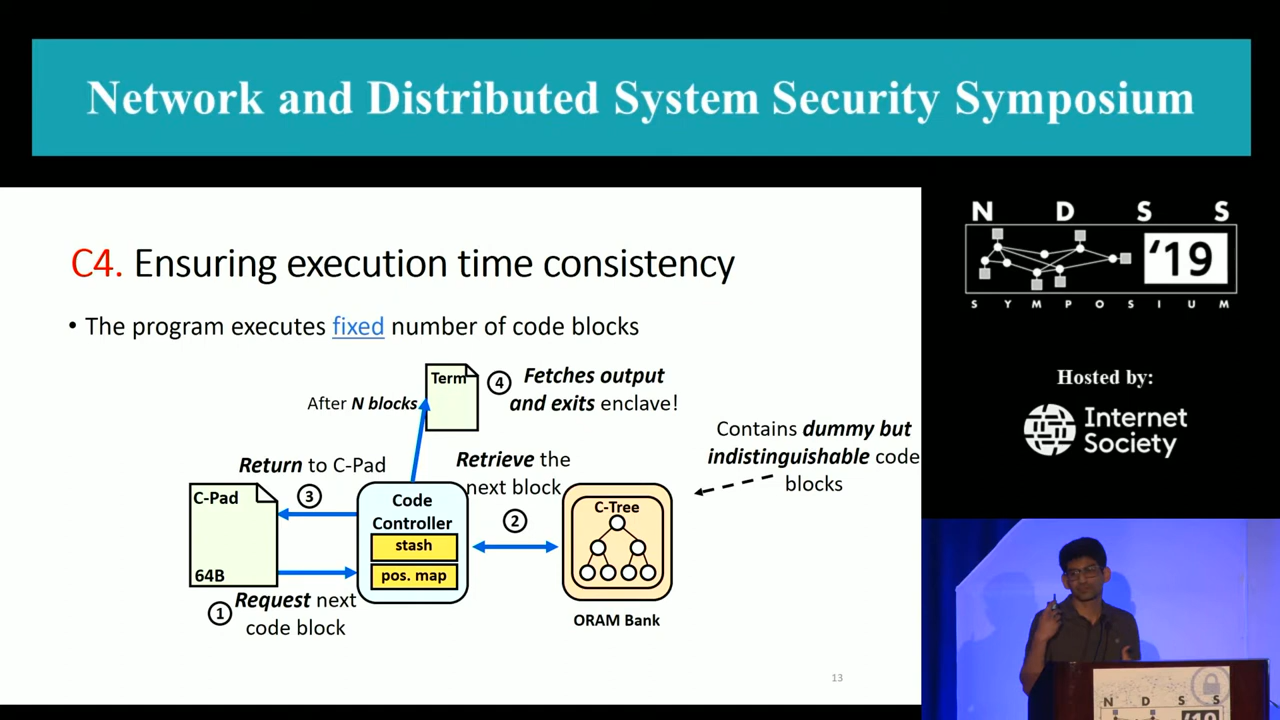 Network and Distributed System Security Symposium
N D S S
'19
S Y M P O S I U M
Hosted by:
Internet
Society
C4. Ensuring execution time consistency
• The program executes fixed number of code blocks
Term
After N blocks
④ Fetches output
and exits enclave!
Contains dummy but
indistinguishable code
blocks
Return to C-Pad
③
Retrieve the
next block
②
C-Pad
64B
Code
Controller
stash
pos. map
C-Tree
ORAM Bank
① Request next
code block
13
N D S S
'19